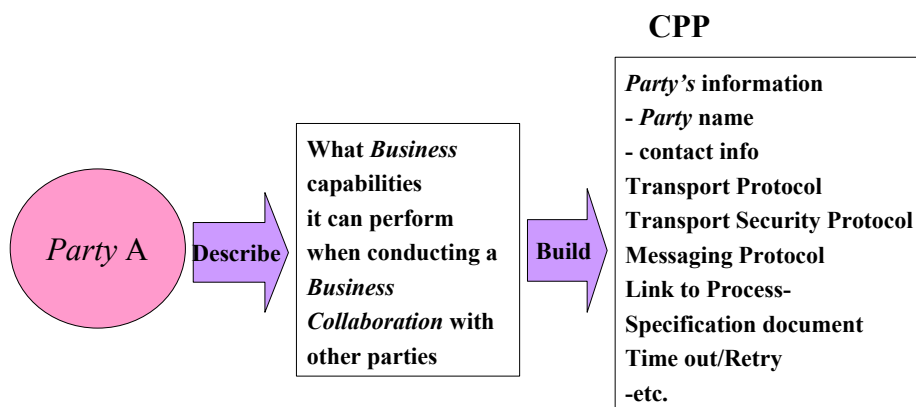 Party A
Describe
What Business
capabilities
it can perform
when conducting a
Business
Collaboration with
other parties
Build
CPP
Party's information
- Party name
- contact info
Transport Protocol
Transport Security Protocol
Messaging Protocol
Link to Process-
Specification document
Time out/Retry
-etc.